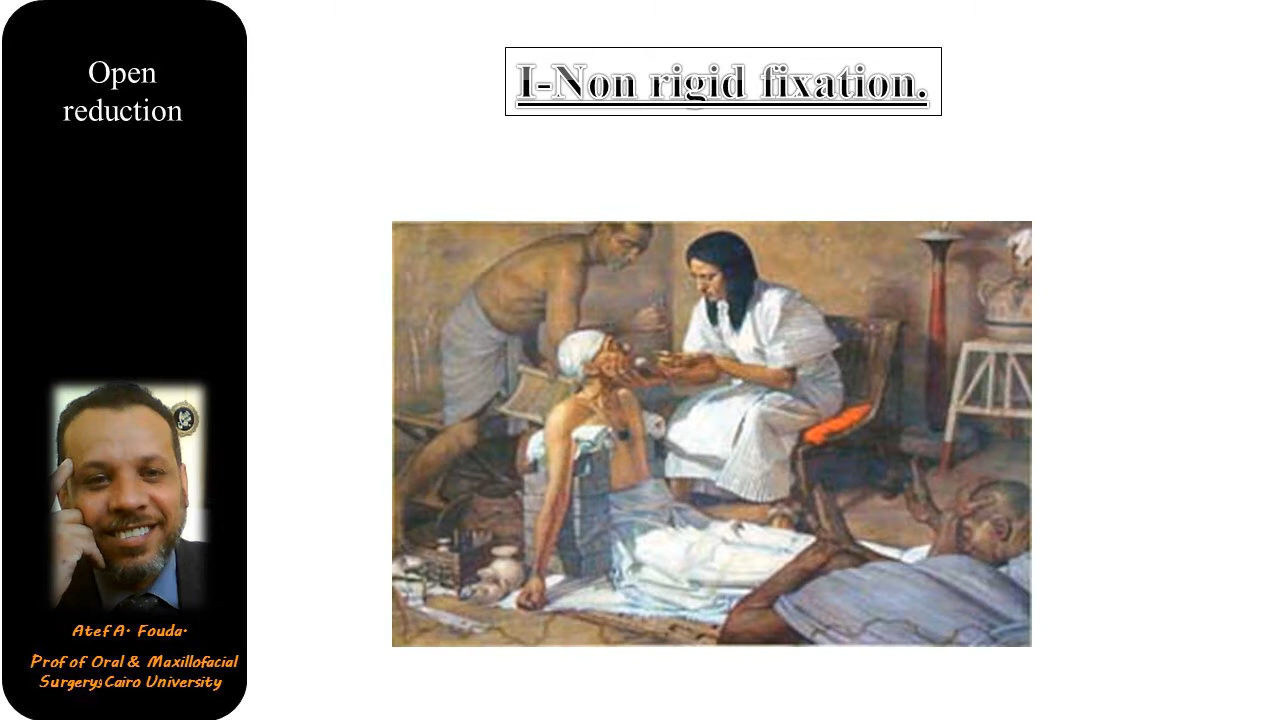 Open
reduction
I-Non rigid fixation.
Atef A. Fouda.
Prof of Oral & Maxillofacial
Surgery,Cairo University